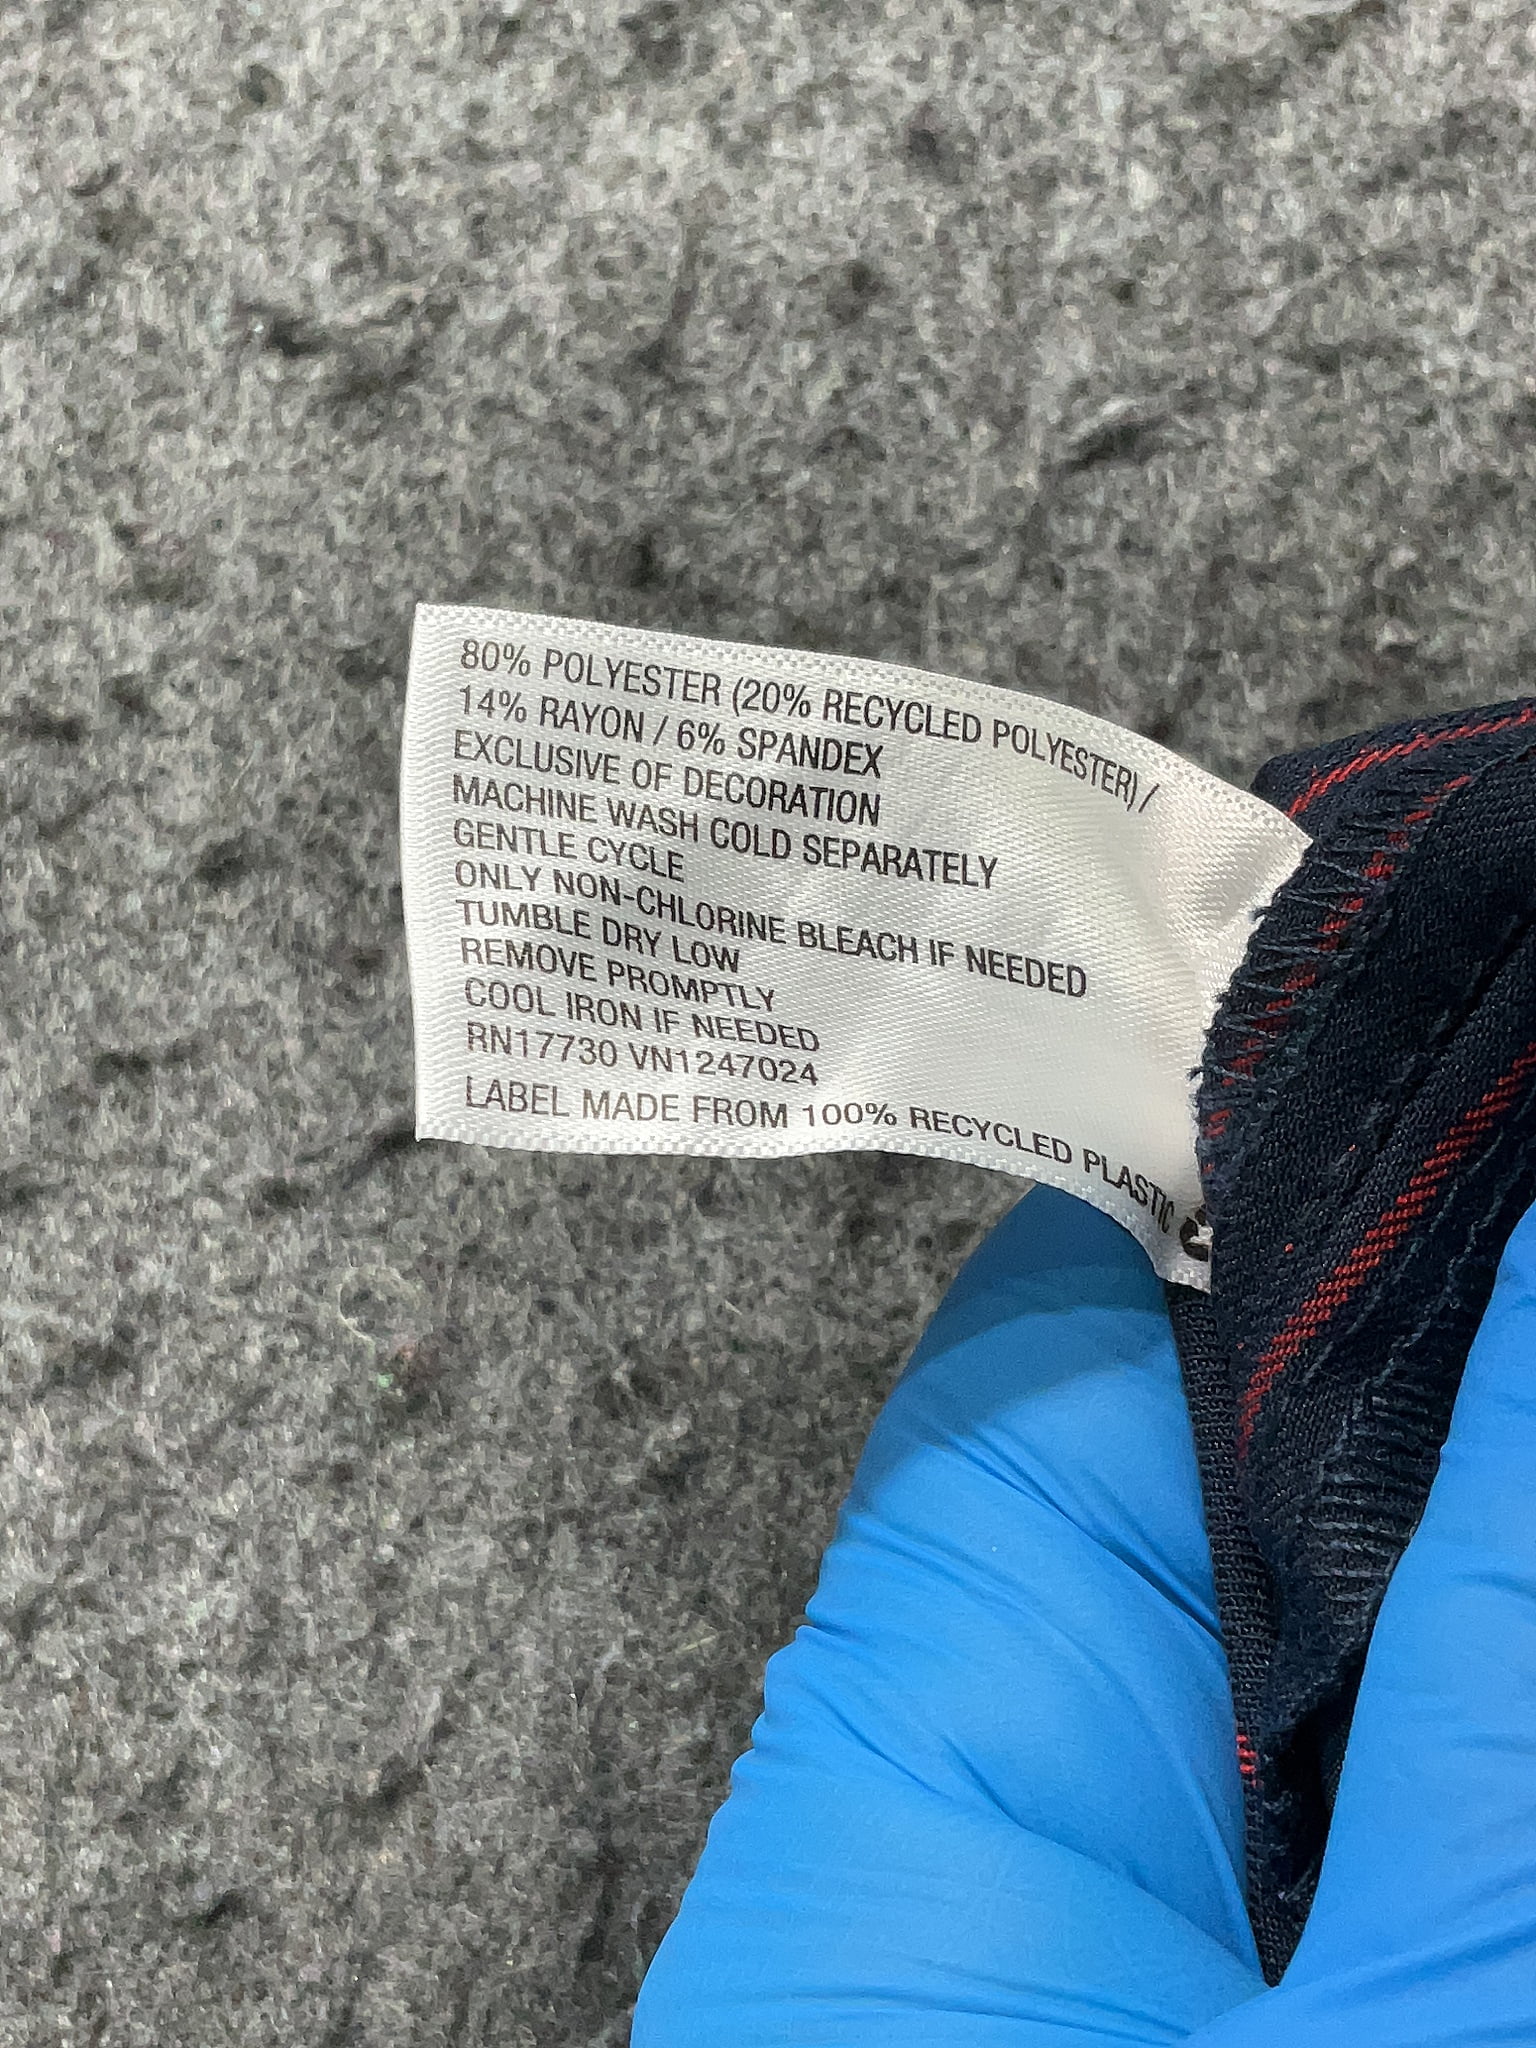 80% POLYESTER (20% RECYCLED POLYESTER) /
14% RAYON / 6% SPANDEX
EXCLUSIVE OF DECORATION
MACHINE WASH COLD SEPARATELY
GENTLE CYCLE
ONLY NON-CHLORINE BLEACH IF NEEDED
TUMBLE DRY LOW
REMOVE PROMPTLY
COOL IRON IF NEEDED
RN17730 VN1247024
LABEL MADE FROM 100% RECYCLED PLASTIC